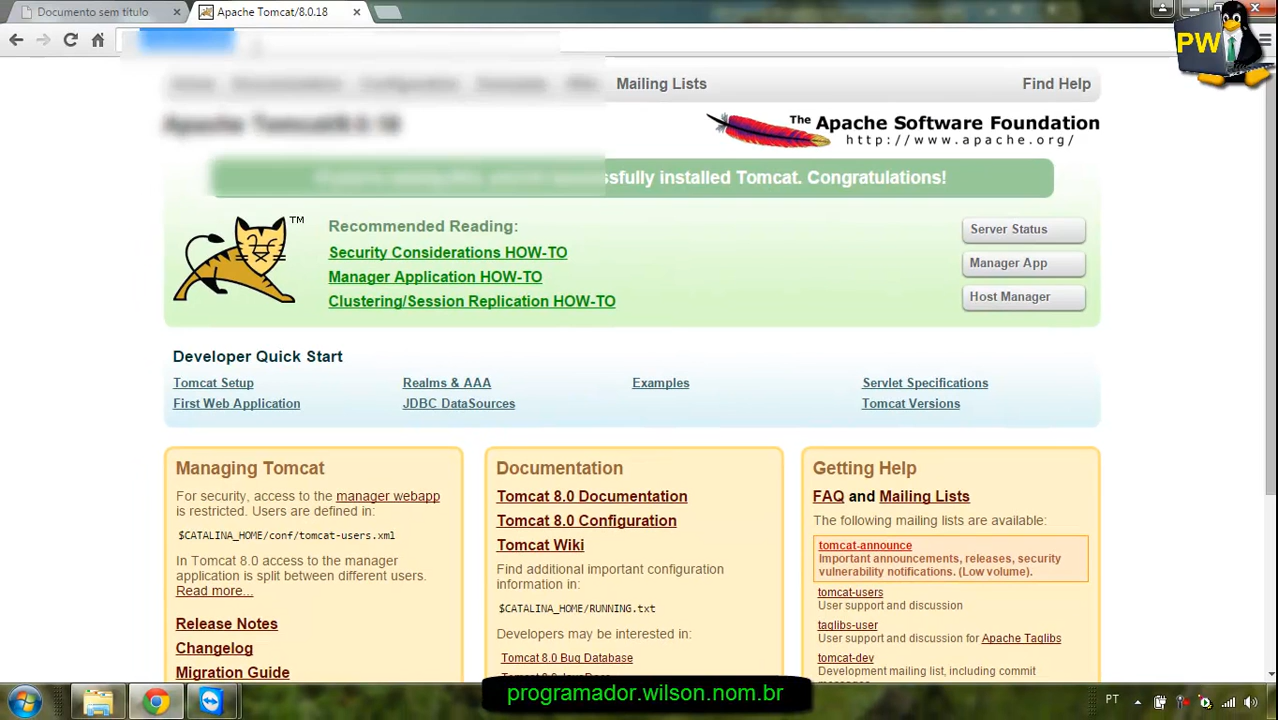 Documento sem título
Apache Tomcat/8.0.18
PW
Mailing Lists
Find Help
Apache Tomcat/8.0.18
The Apache Software Foundation
http://www.apache.org/
successfully installed Tomcat. Congratulations!
TM
Recommended Reading:
Security Considerations HOW-TO
Manager Application HOW-TO
Clustering/Session Replication HOW-TO
Server Status
Manager App
Host Manager
Developer Quick Start
Tomcat Setup
First Web Application
Realms & AAA
JDBC DataSources
Examples
Servlet Specifications
Tomcat Versions
Managing Tomcat
For security, access to the manager webapp
is restricted. Users are defined in:
$CATALINA_HOME/conf/tomcat-users.xml
In Tomcat 8.0 access to the manager
application is split between different users.
Read more...
Release Notes
Changelog
Migration Guide
Documentation
Tomcat 8.0 Documentation
Tomcat 8.0 Configuration
Tomcat Wiki
Find additional important configuration
information in:
$CATALINA_HOME/RUNNING.txt
Developers may be interested in:
Tomcat 8.0 Bug Database
Getting Help
FAQ and Mailing Lists
The following mailing lists are available:
tomcat-announce
Important announcements, releases, security
vulnerability notifications. (Low volume).
tomcat-users
User support and discussion
taglibs-user
User support and discussion for Apache Taglibs
tomcat-dev
Development mailing list, including commit
programador.wilson.nom.br
PT